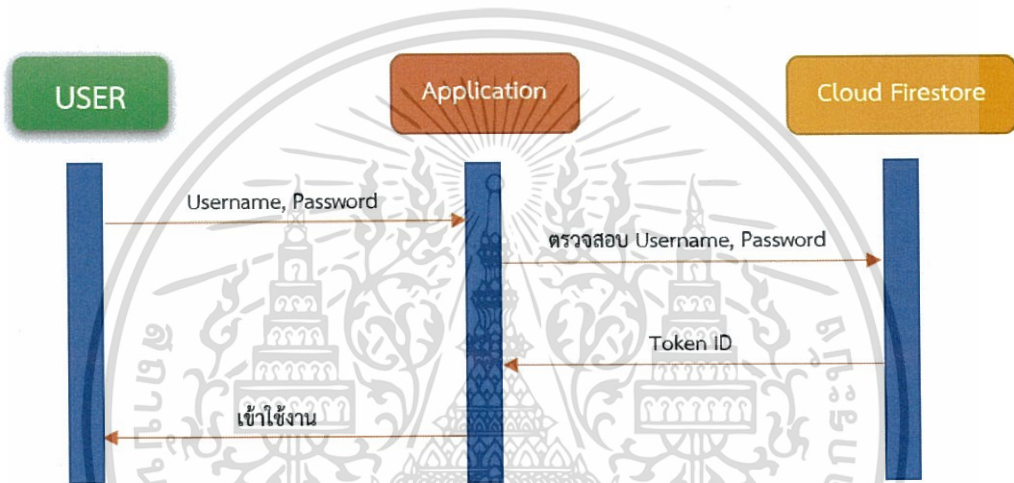 USER
Application
Cloud Firestore
Username, Password
ตรวจสอบ Username, Password
Token ID
เข้าใช้งาน